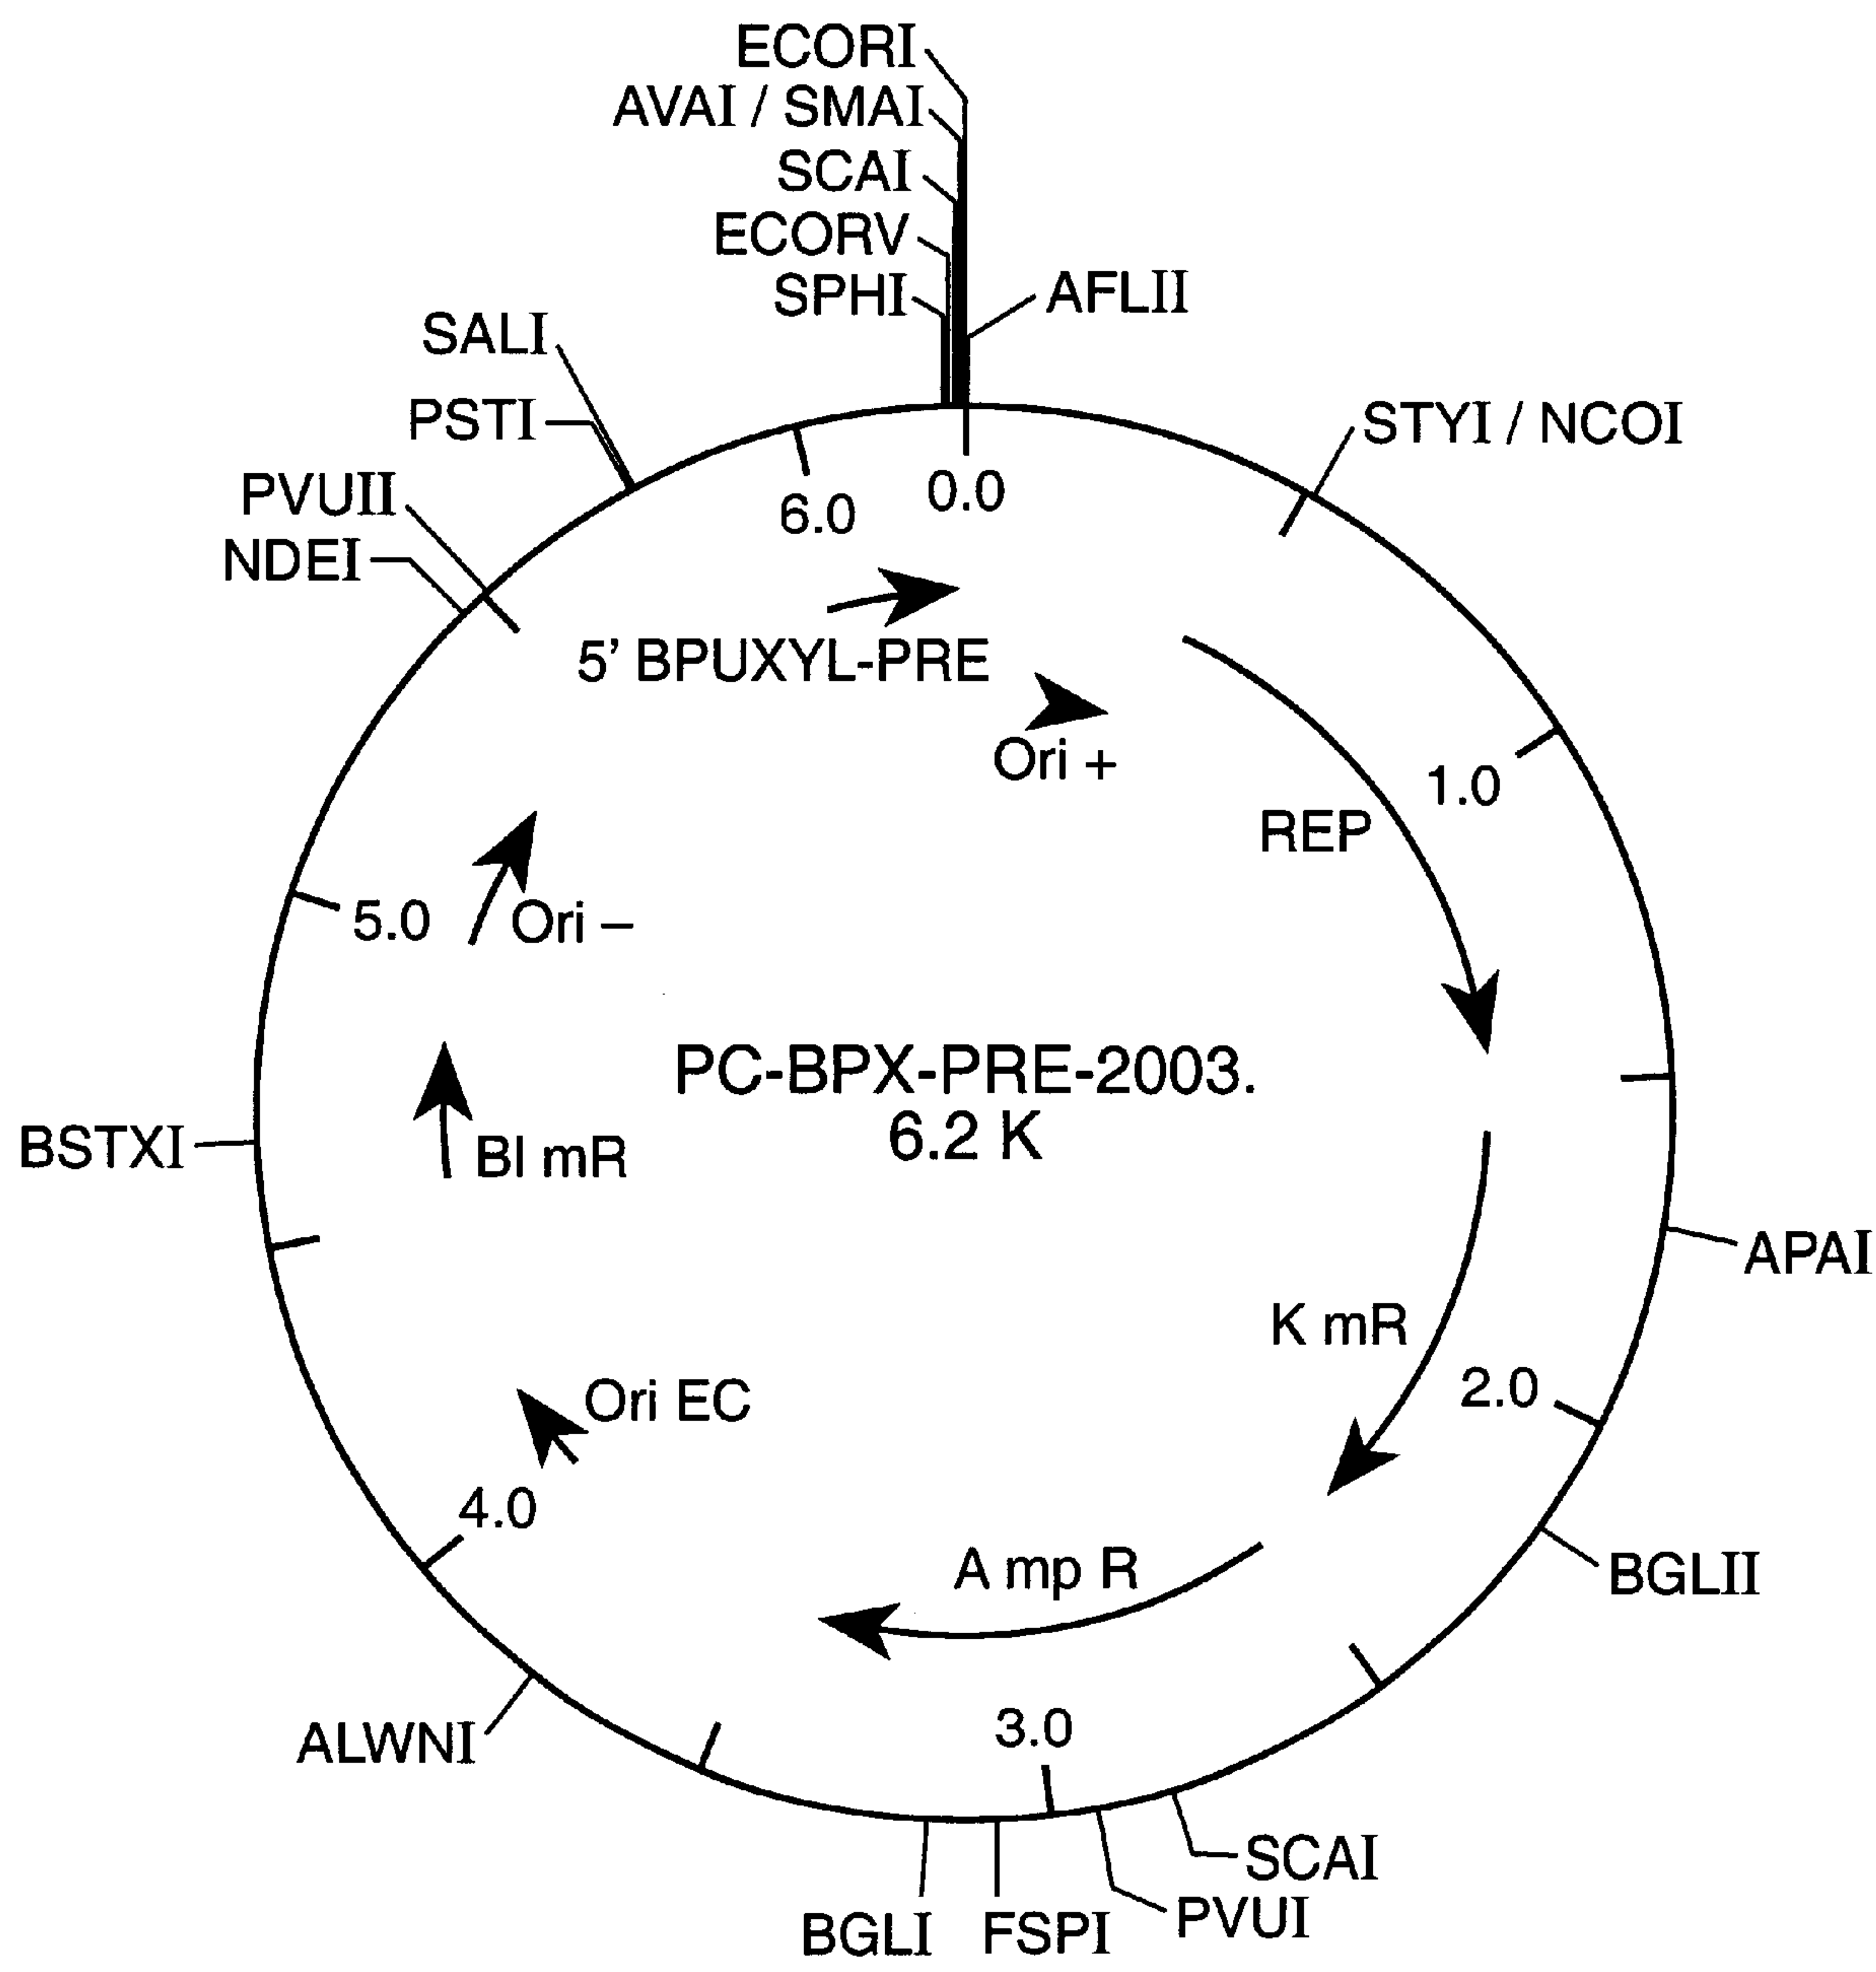 ECORI
AVAI / SMAI
SCAI
ECORV
SPHI
AFLII
SALI
PSTI
STYI / NCOI
PVUII
NDEI
6.0
0.0
5' BPUXYL-PRE
Ori +
1.0
REP
5.0
Ori –
PC-BPX-PRE-2003.
6.2 K
BSTXI
Bl mR
APAI
K mR
2.0
Ori EC
4.0
A mp R
BGLII
3.0
ALWNI
SCAI
PVUI
BGLI
FSPI